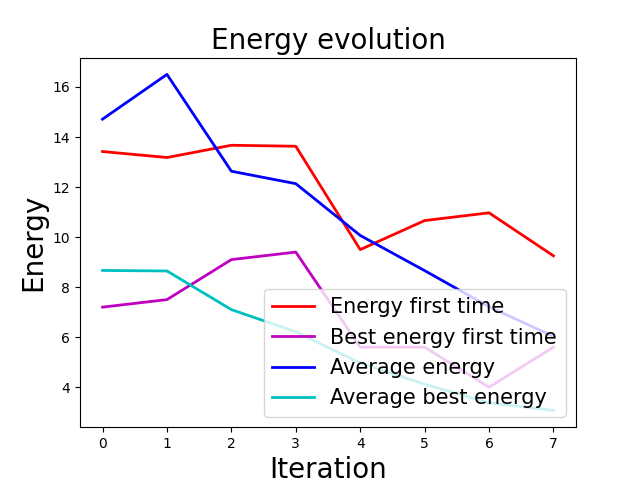 Energy evolution
Energy
16
14
12
10
8
6
4
Energy first time
Best energy first time
Average energy
Average best energy
0 1 2 3 4 5 6 7
Iteration